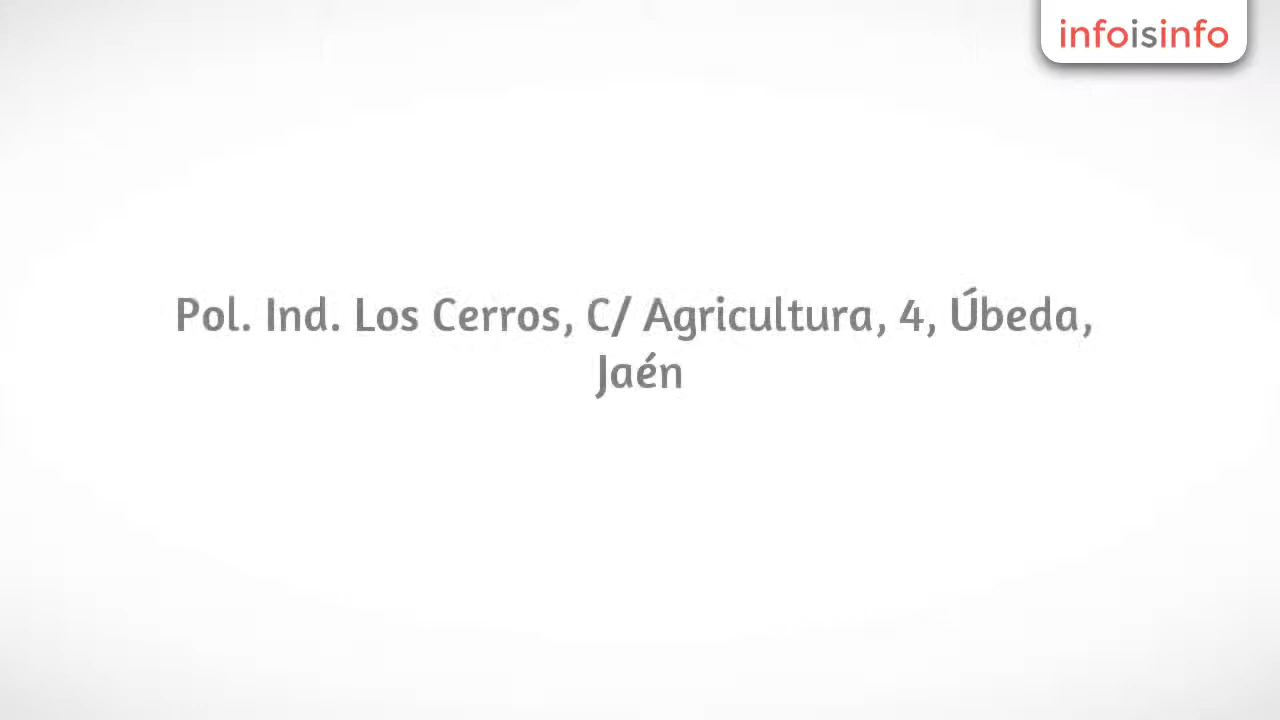 infoisinfo
Pol. Ind. Los Cerros, C/ Agricultura, 4, Úbeda,
Jaén